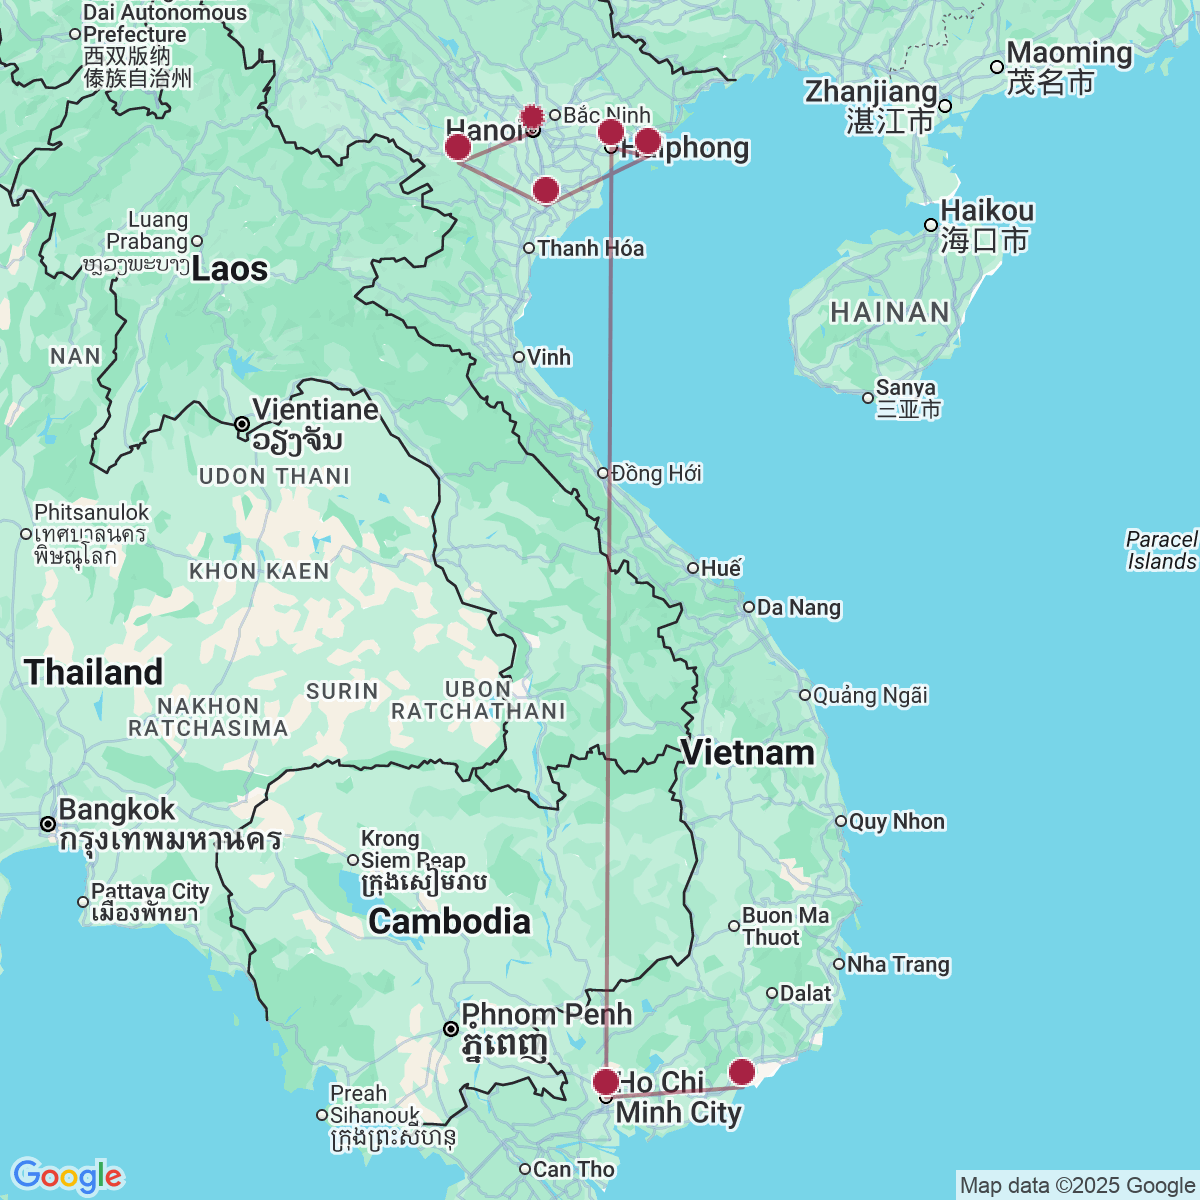 Dai Autonomous
Prefecture
西双版纳
傣族自治州
Maoming
茂名市
Zhanjiang
湛江市
Bắc Ninh
Hanoi
Haiphong
Haikou
海口市
Luang
Prabang
ຫຼວງພະບາງ
Laos
Thanh Hóa
HAINAN
NAN
Vinh
Sanya
三亚市
Vientiane
ວຽງຈັນ
UDON THANI
Đồng Hới
Phitsanulok
เทศบาลนคร
พิษณุโลก
Paracel
Islands
KHON KAEN
Huế
Da Nang
Thailand
SURIN
UBON
RATCHATHANI
NAKHON
RATCHASIMA
Quảng Ngãi
Vietnam
Bangkok
กรุงเทพมหานคร
Krong
Siem Reap
ក្រុងសៀមរាប
Quy Nhon
Pattaya City
เมืองพัทยา
Cambodia
Buon Ma
Thuot
Nha Trang
Dalat
Phnom Penh
ភ្នំពេញ
Ho Chi
Minh City
Preah
Sihanouk
ក្រុងព្រះសីហនុ
Can Tho
Google
Map data ©2025 Google